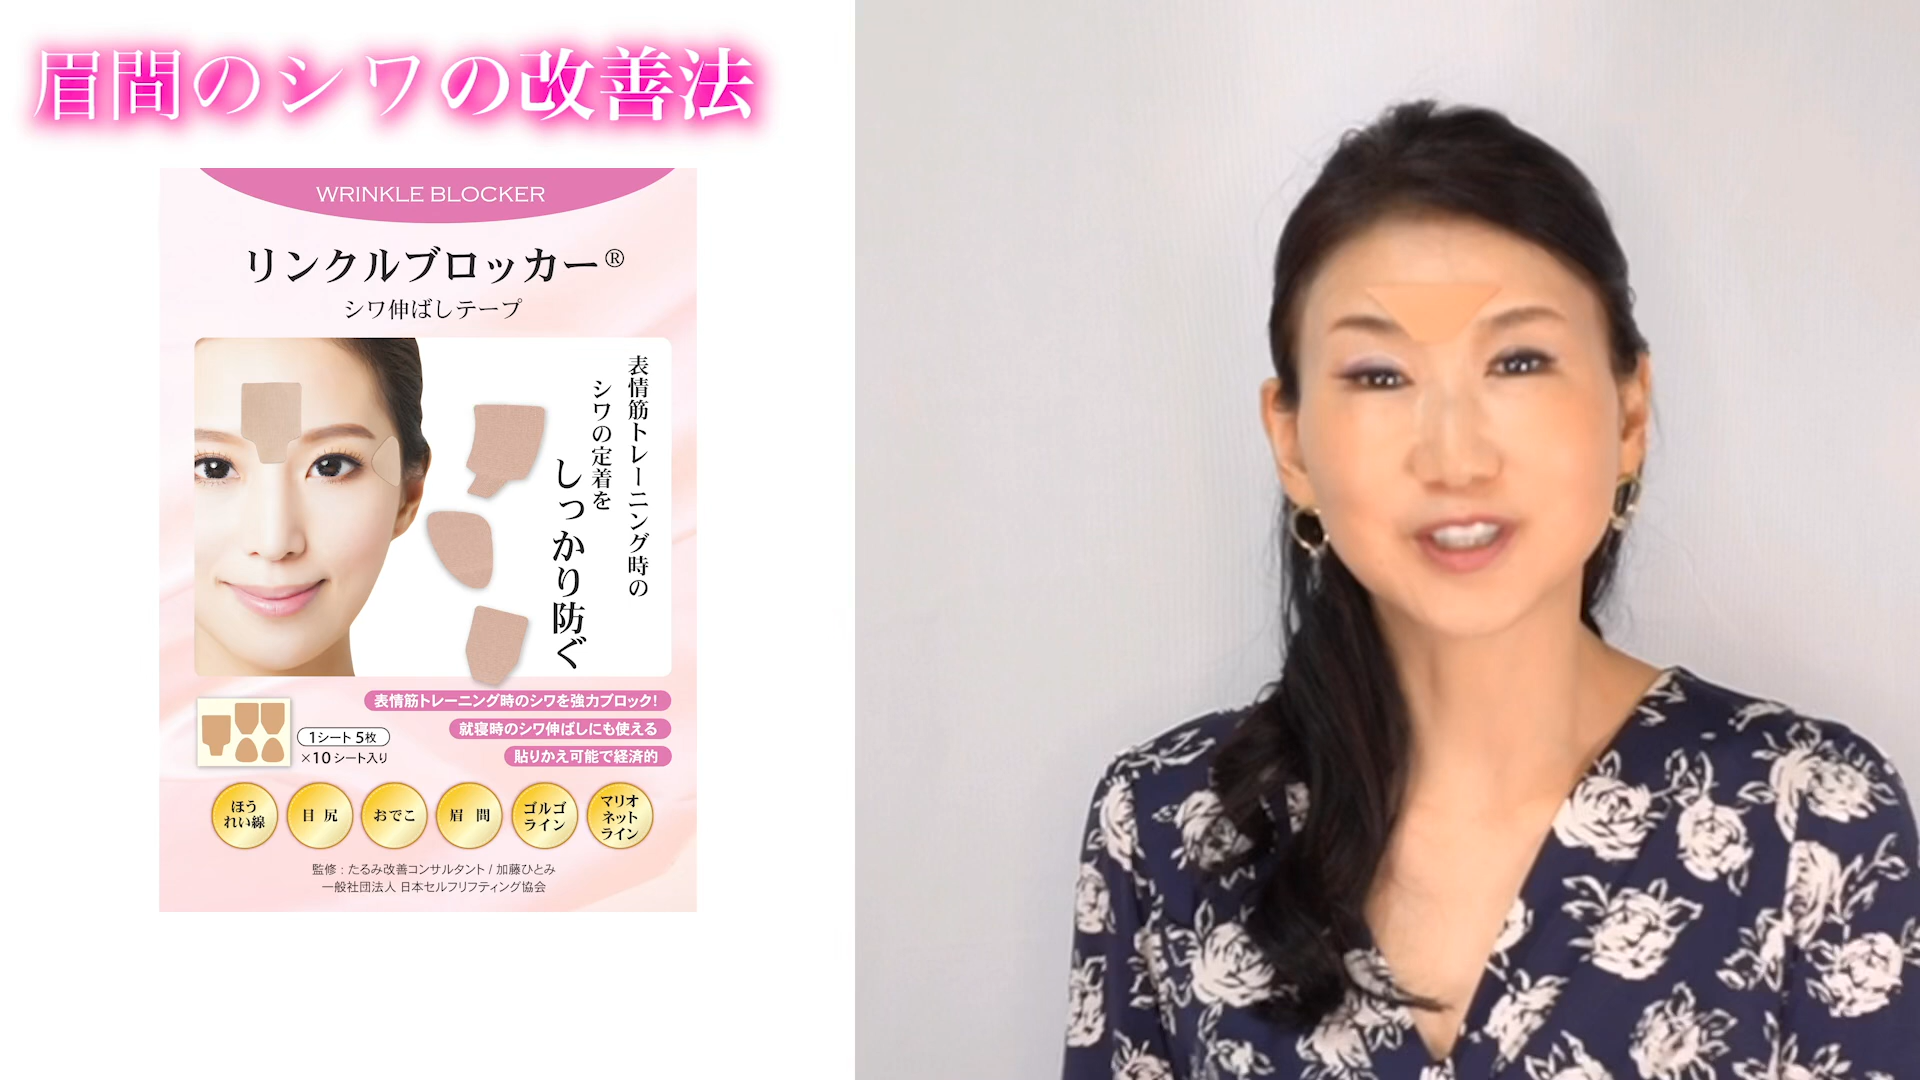 眉間のシワの改善法
WRINKLE BLOCKER
リンクルブロッカー®
シワ伸ばしテープ
表情筋トレーニング時の
シワの定着を
しっかり防ぐ
表情筋トレーニング時のシワを強力ブロック!
就寝時のシワ伸ばしにも使える
貼りかえ可能で経済的
1シート 5枚
×10シート入り
ほう
れい線
目尻
おでこ
眉間
ゴルゴ
ライン
マリオ
ネット
ライン
監修：たるみ改善コンサルタント / 加藤ひとみ
一般社団法人 日本セルフリフティング協会